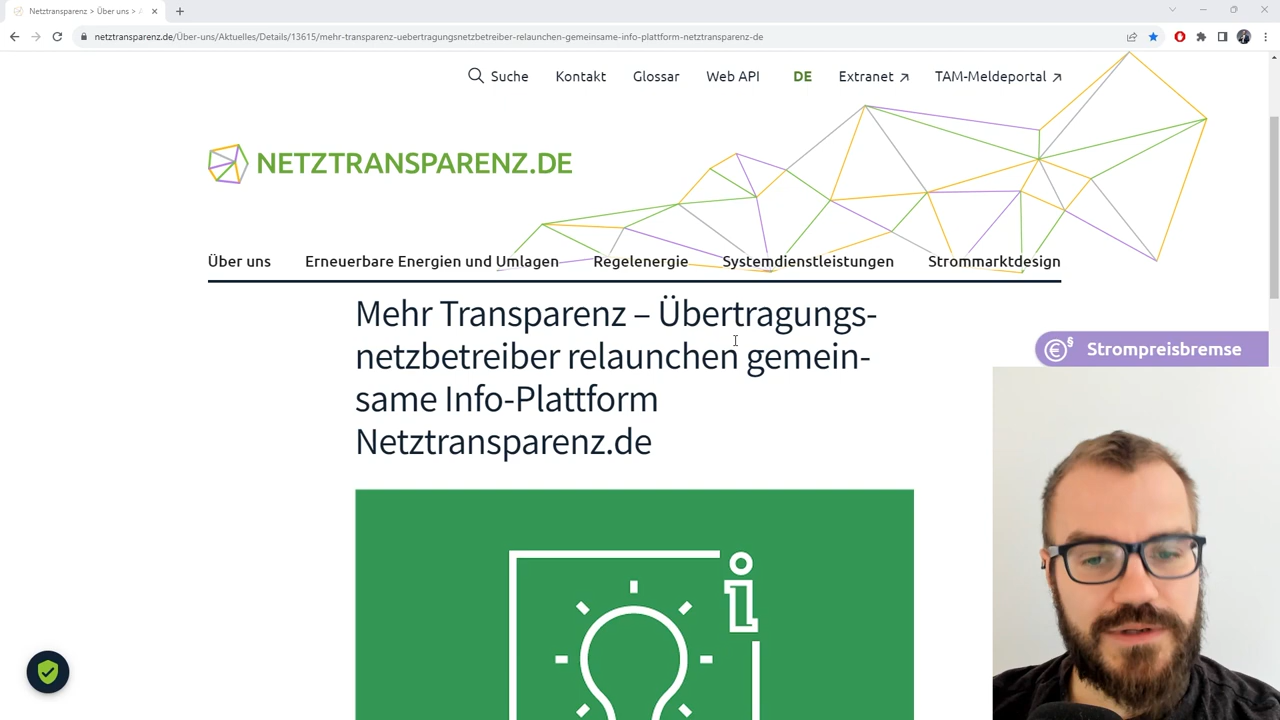 Netztransparenz > Über uns >
netztransparenz.de/Über-uns/Aktuelles/Details/13615/mehr-transparenz-uebertragungsnetzbetreiber-relaunchen-gemeinsame-info-plattform-netztransparenz-de
Suche Kontakt Glossar Web API DE Extranet ↗ TAM-Meldeportal ↗
NETZTRANSPARENZ.DE
Über uns Erneuerbare Energien und Umlagen Regelenergie Systemdienstleistungen Strommarktdesign
Mehr Transparenz – Übertragungs-
netzbetreiber relaunchen gemein-
same Info-Plattform
Netztransparenz.de
€§ Strompreisbremse
i